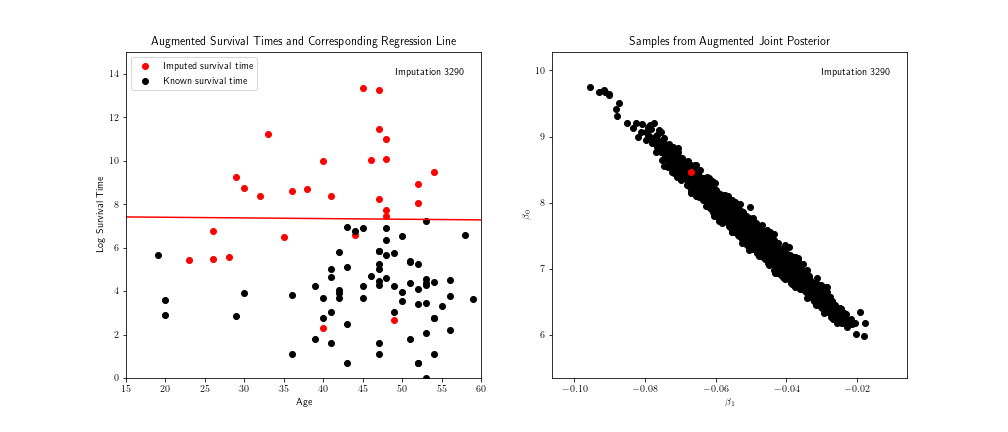 Augmented Survival Times and Corresponding Regression Line
Imputed survival time
Known survival time
Imputation 3290
Log Survival Time
14
12
10
8
6
4
2
0
15
20
25
30
35
40
45
50
55
60
Age
Samples from Augmented Joint Posterior
Imputation 3290
β₀
10
9
8
7
6
−0.10
−0.08
−0.06
−0.04
−0.02
β₁